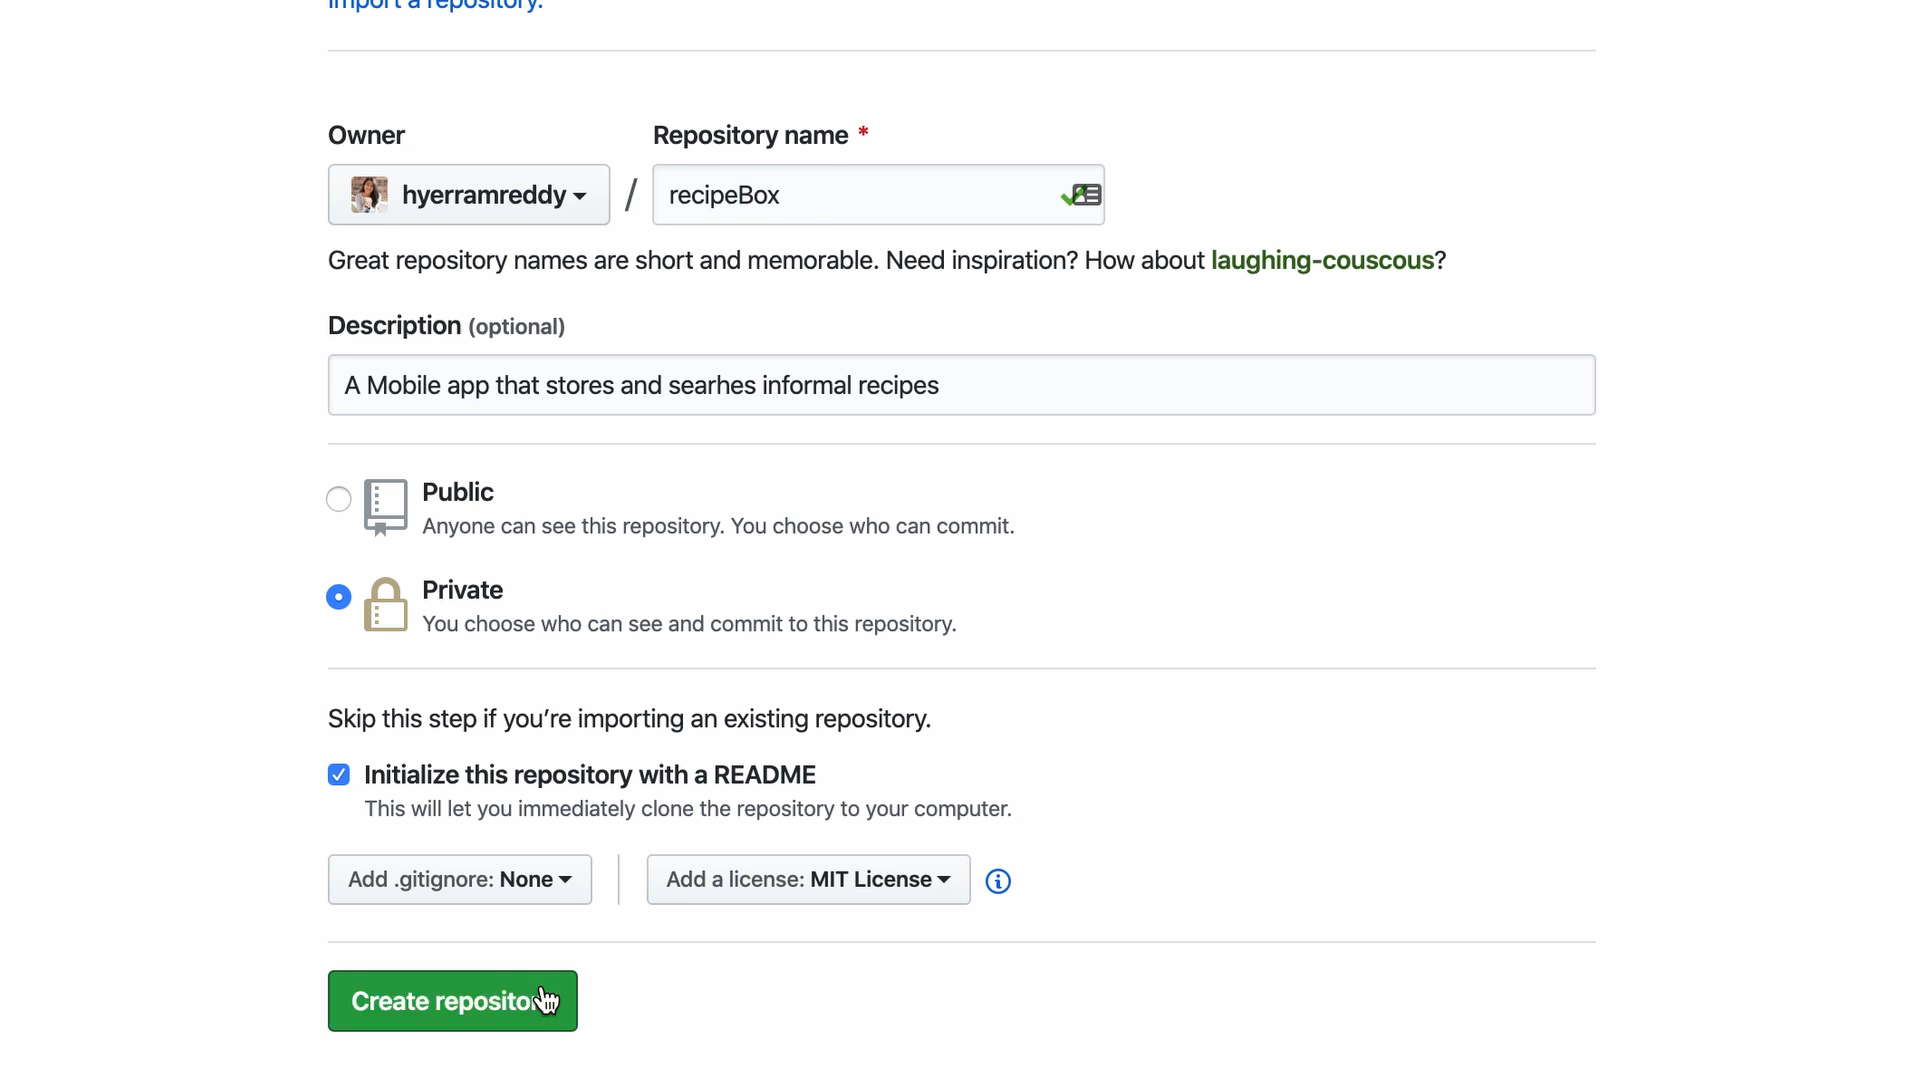 Import a repository.
Owner
Repository name *
hyerramreddy
/
recipeBox
Great repository names are short and memorable. Need inspiration? How about laughing-couscous?
Description (optional)
A Mobile app that stores and searhes informal recipes
Public
Anyone can see this repository. You choose who can commit.
Private
You choose who can see and commit to this repository.
Skip this step if you’re importing an existing repository.
Initialize this repository with a README
This will let you immediately clone the repository to your computer.
Add .gitignore: None
Add a license: MIT License
Create repository